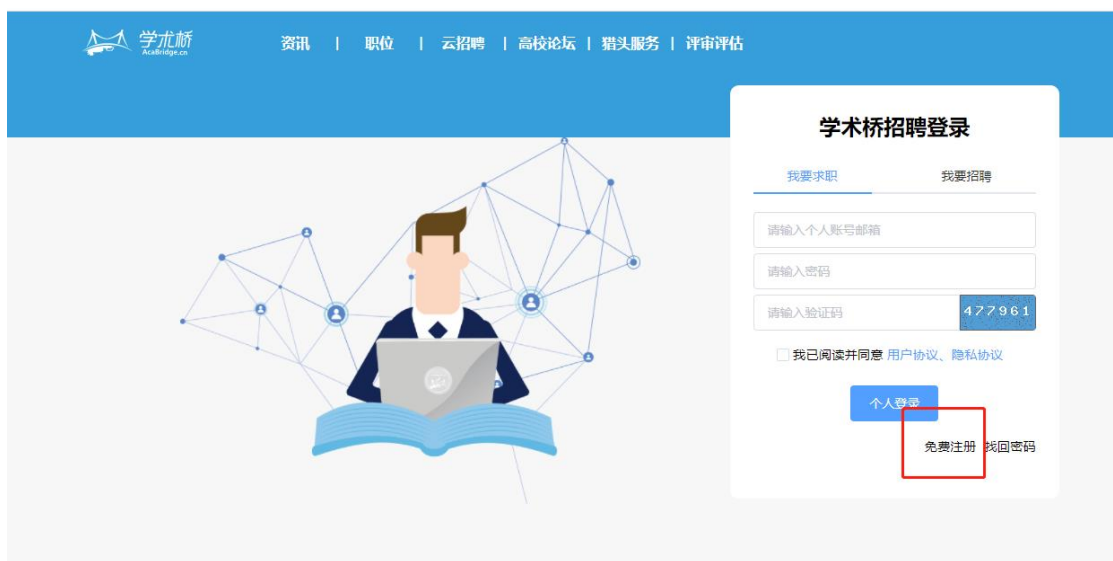 学术桥
AcaBridge.cn
资讯 | 职位 | 云招聘 | 高校论坛 | 猎头服务 | 评审评估
学术桥招聘登录
我要求职 我要招聘
请输入个人账号邮箱
请输入密码
请输入验证码 477961
我已阅读并同意 用户协议、隐私协议
个人登录
免费注册 找回密码